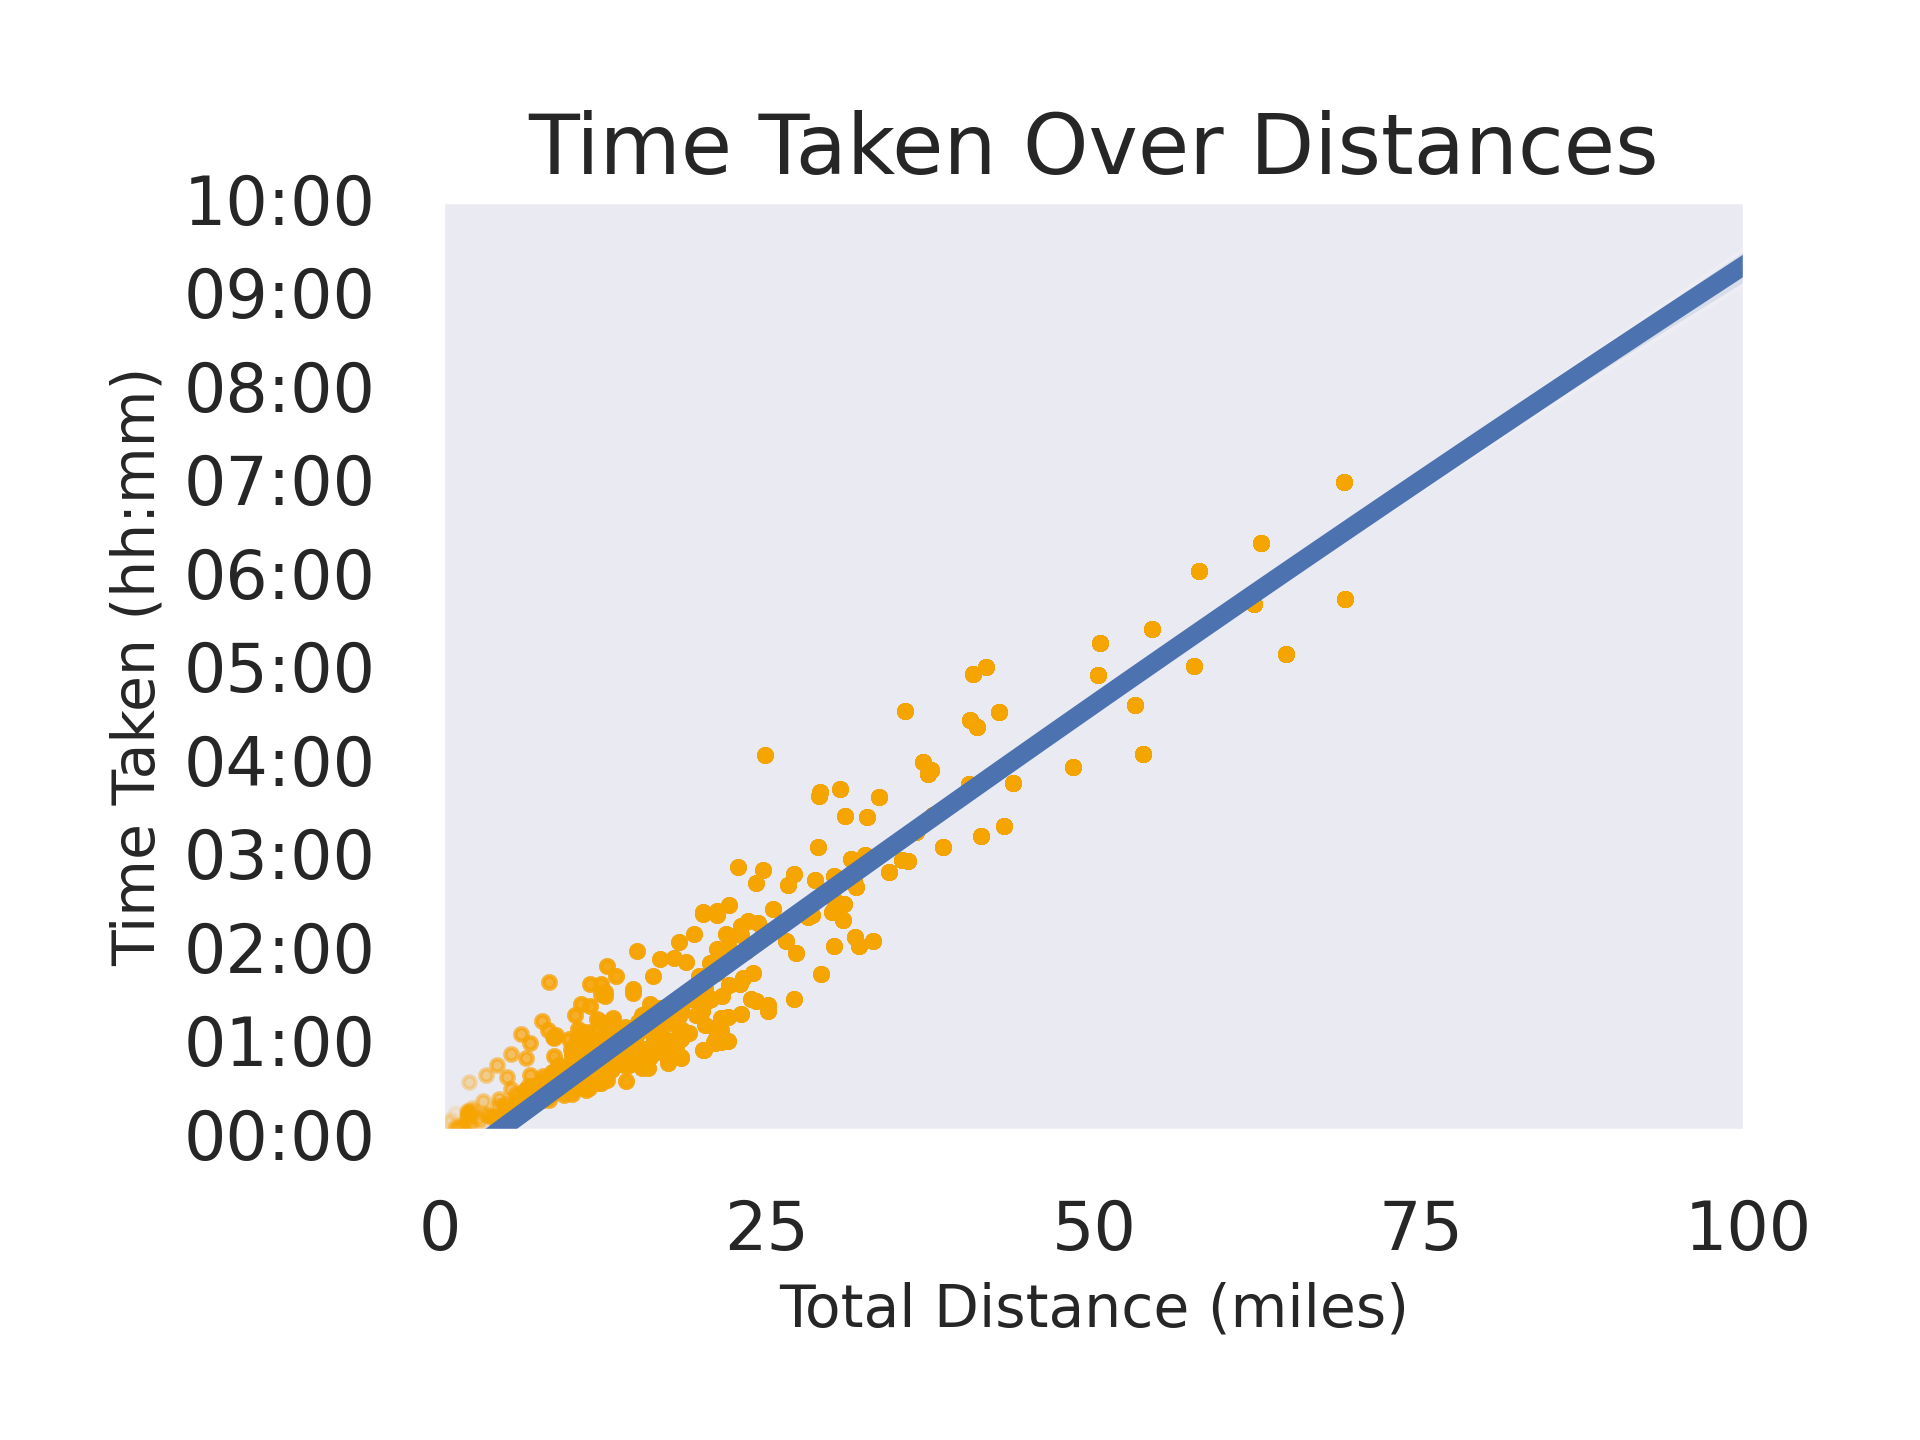 Time Taken Over Distances
10:00
09:00
08:00
07:00
06:00
05:00
04:00
03:00
02:00
01:00
00:00
Time Taken (hh:mm)
0 25 50 75 100
Total Distance (miles)